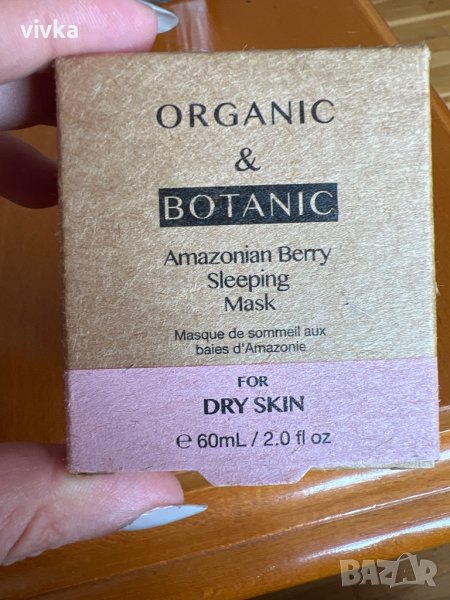 vivka
ORGANIC
&
BOTANIC
Amazonian Berry
Sleeping
Mask
Masque de sommeil aux
baies d'Amazonie
FOR
DRY SKIN
℮ 60mL / 2.0 fl oz
BAZAR